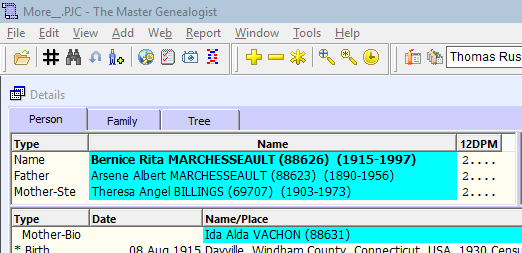 More__.PJC - The Master Genealogist
File Edit View Add Web Report Window Tools Help
Thomas Rus
Details
Person Family Tree
Type Name 12DPM
Name Bernice Rita MARCHESSEAULT (88626) (1915-1997) 2....
Father Arsene Albert MARCHESSEAULT (88623) (1890-1956) 2....
Mother-Ste Theresa Angel BILLINGS (69707) (1903-1973) 2....
Type Date Name/Place
Mother-Bio Ida Alda VACHON (88631)
* Birth 08 Aug 1915 Dayville, Windham County, Connecticut, USA, 1930 Census